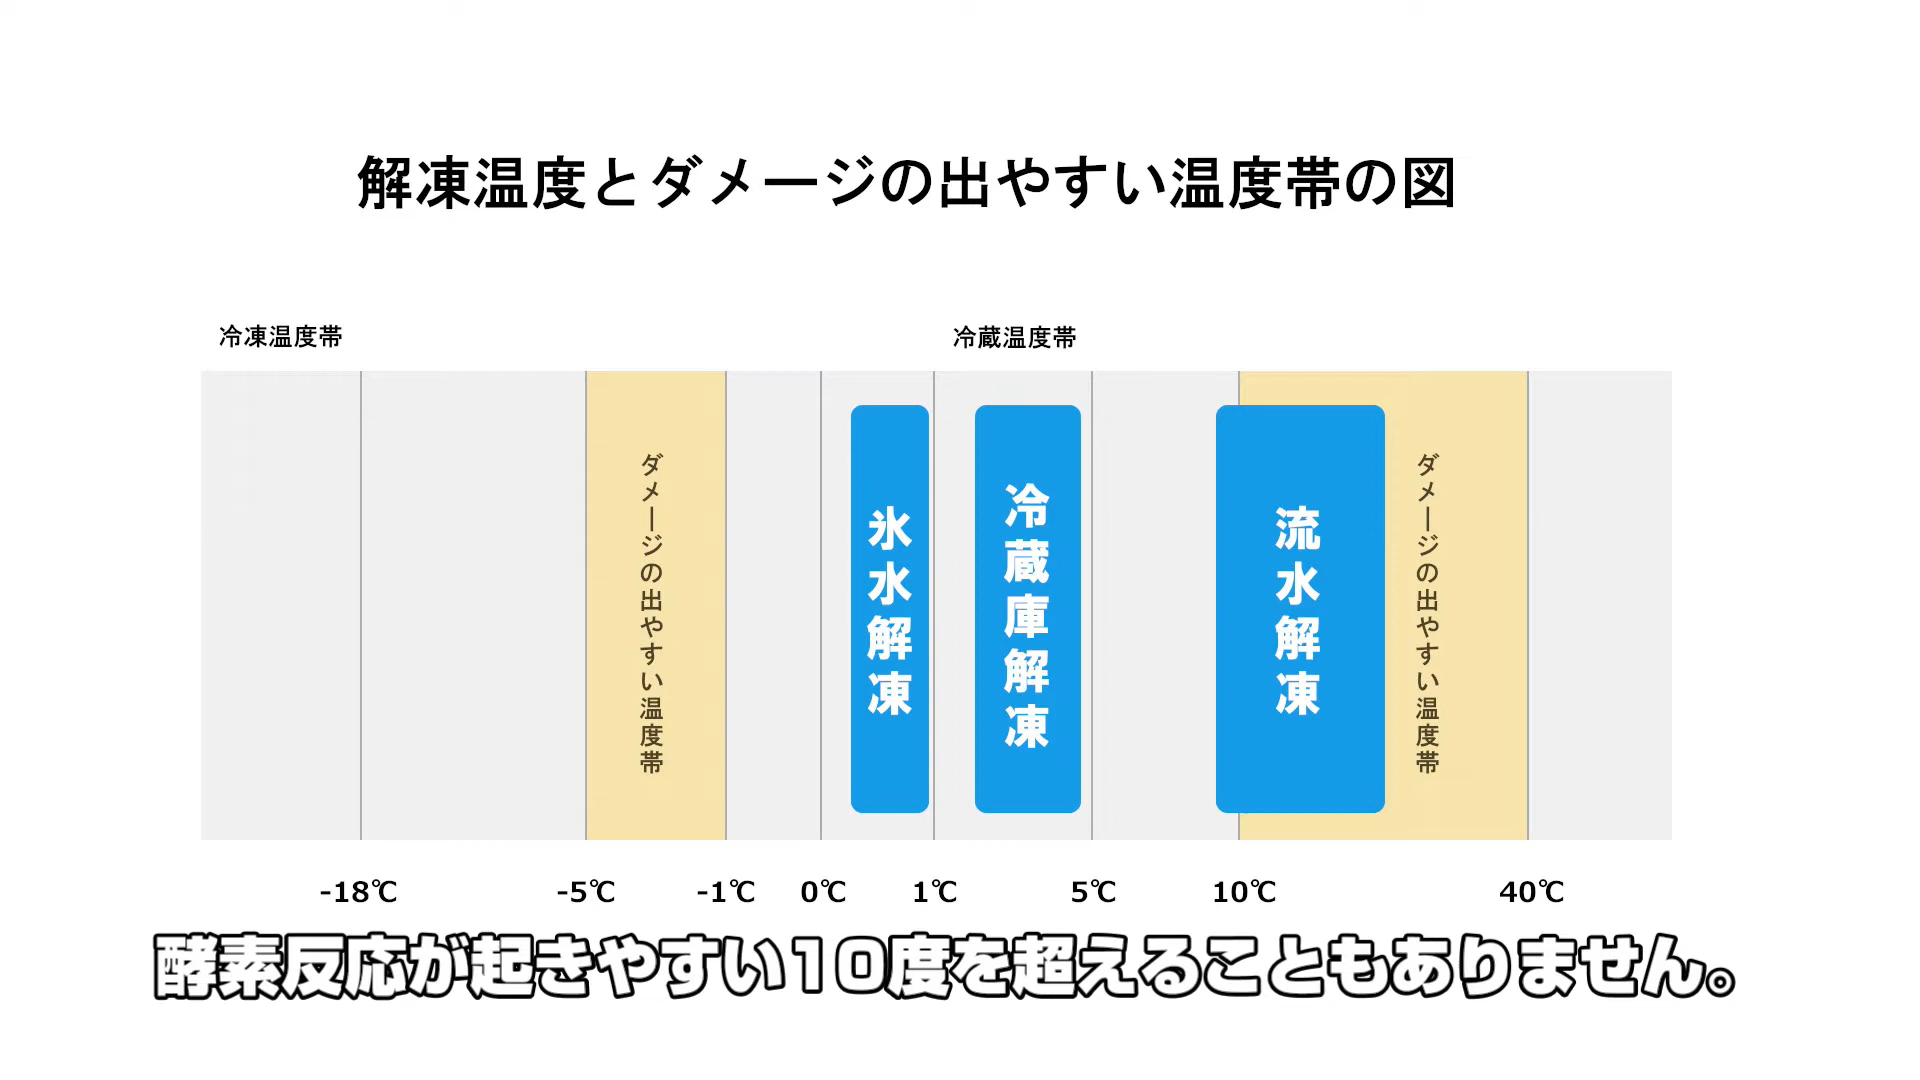 解凍温度とダメージの出やすい温度帯の図
冷凍温度帯
冷蔵温度帯
ダメージの出やすい温度帯
氷水解凍
冷蔵庫解凍
流水解凍
ダメージの出やすい温度帯
-18℃
-5℃
-1℃
0℃
1℃
5℃
10℃
40℃
酵素反応が起きやすい10度を超えることもありません。